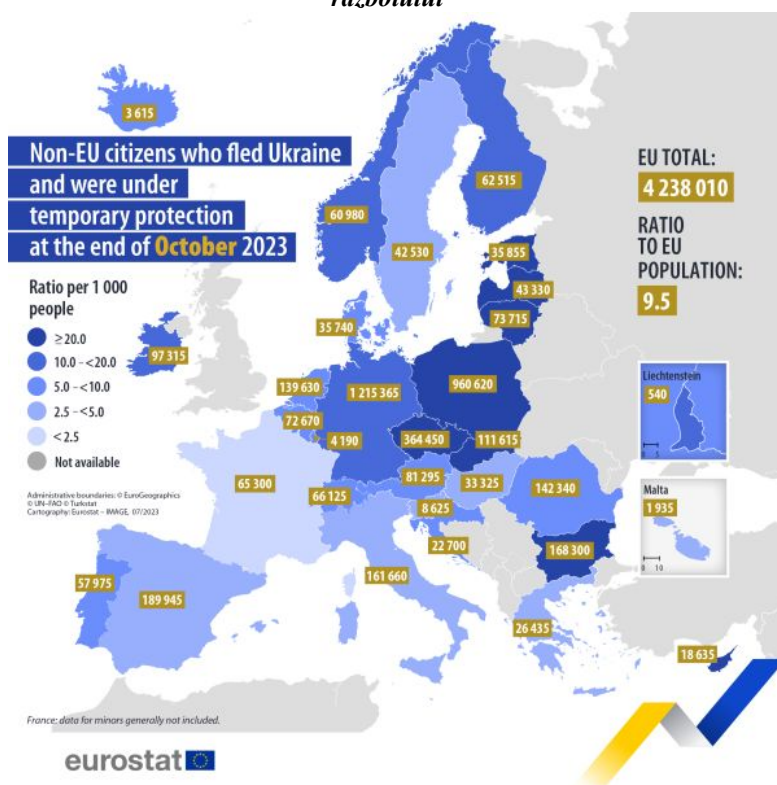 războiului
3 615
Non-EU citizens who fled Ukraine
and were under
temporary protection
at the end of October 2023
EU TOTAL:
4 238 010
RATIO
TO EU
POPULATION:
9.5
Ratio per 1 000
people
≥20.0
10.0 - <20.0
5.0 - <10.0
2.5 - <5.0
< 2.5
Not available
Administrative boundaries: © EuroGeographics
© UN–FAO © Turkstat
Cartography: Eurostat – IMAGE, 07/2023
62 515
60 980
42 530
35 855
43 330
73 715
35 740
97 315
139 630
1 215 365
960 620
72 670
4 190
364 450
111 615
65 300
66 125
81 295
33 325
142 340
8 625
22 700
168 300
161 660
57 975
189 945
26 435
18 635
Liechtenstein
540
Malta
1 935
0 10
France: data for minors generally not included.
eurostat